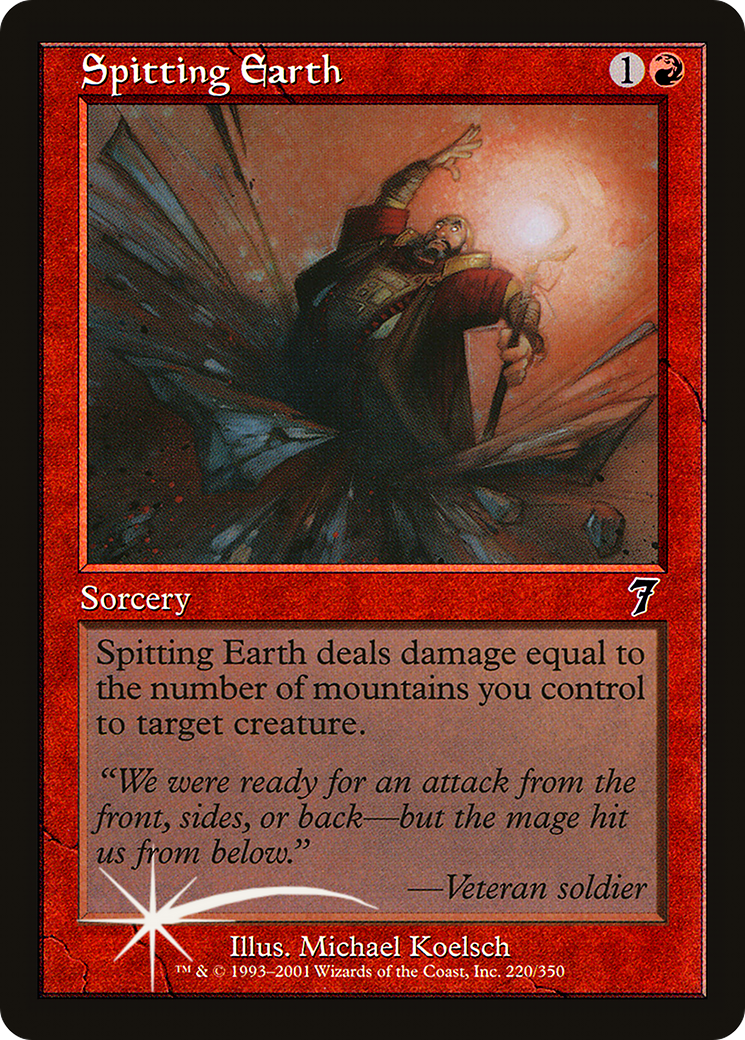 Spitting Earth
1
Sorcery
7
Spitting Earth deals damage equal to
the number of mountains you control
to target creature.
“We were ready for an attack from the
front, sides, or back—but the mage hit
us from below.”
—Veteran soldier
Illus. Michael Koelsch
™ & © 1993–2001 Wizards of the Coast, Inc. 220/350